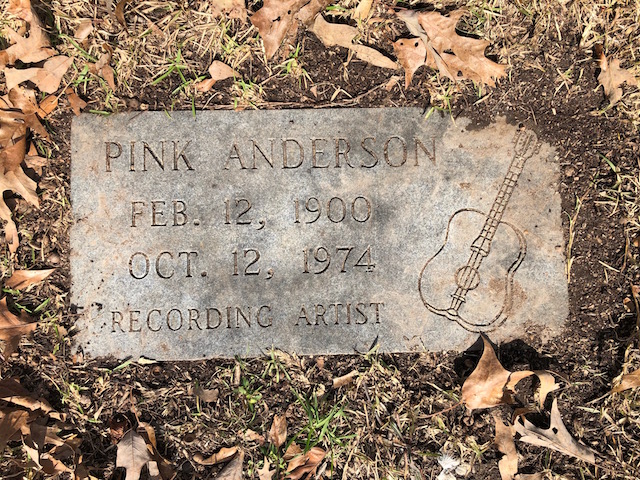 PINK ANDERSON
FEB. 12, 1900
OCT. 12, 1974
RECORDING ARTIST